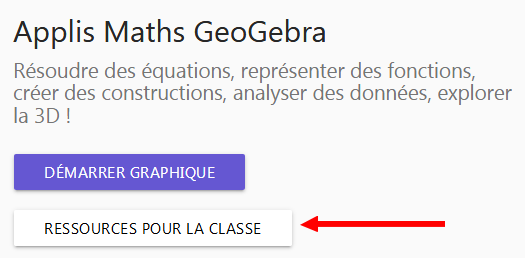 Applis Maths GeoGebra
Résoudre des équations, représenter des fonctions,
créer des constructions, analyser des données, explorer
la 3D !
DÉMARRER GRAPHIQUE
RESSOURCES POUR LA CLASSE